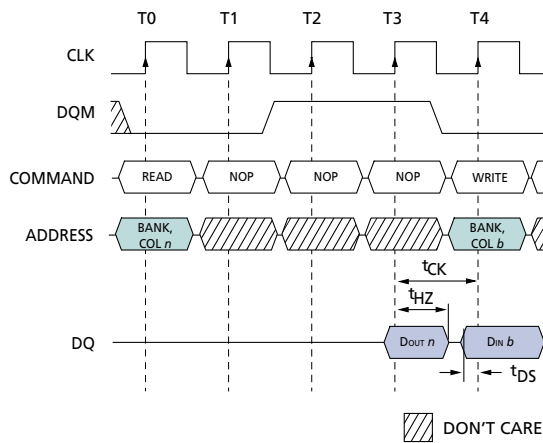 T0 T1 T2 T3 T4
CLK
DQM
COMMAND READ NOP NOP NOP WRITE
ADDRESS BANK, COL n BANK, COL b
tCK
tHZ
DQ DOUT n DIN b
tDS
DON'T CARE